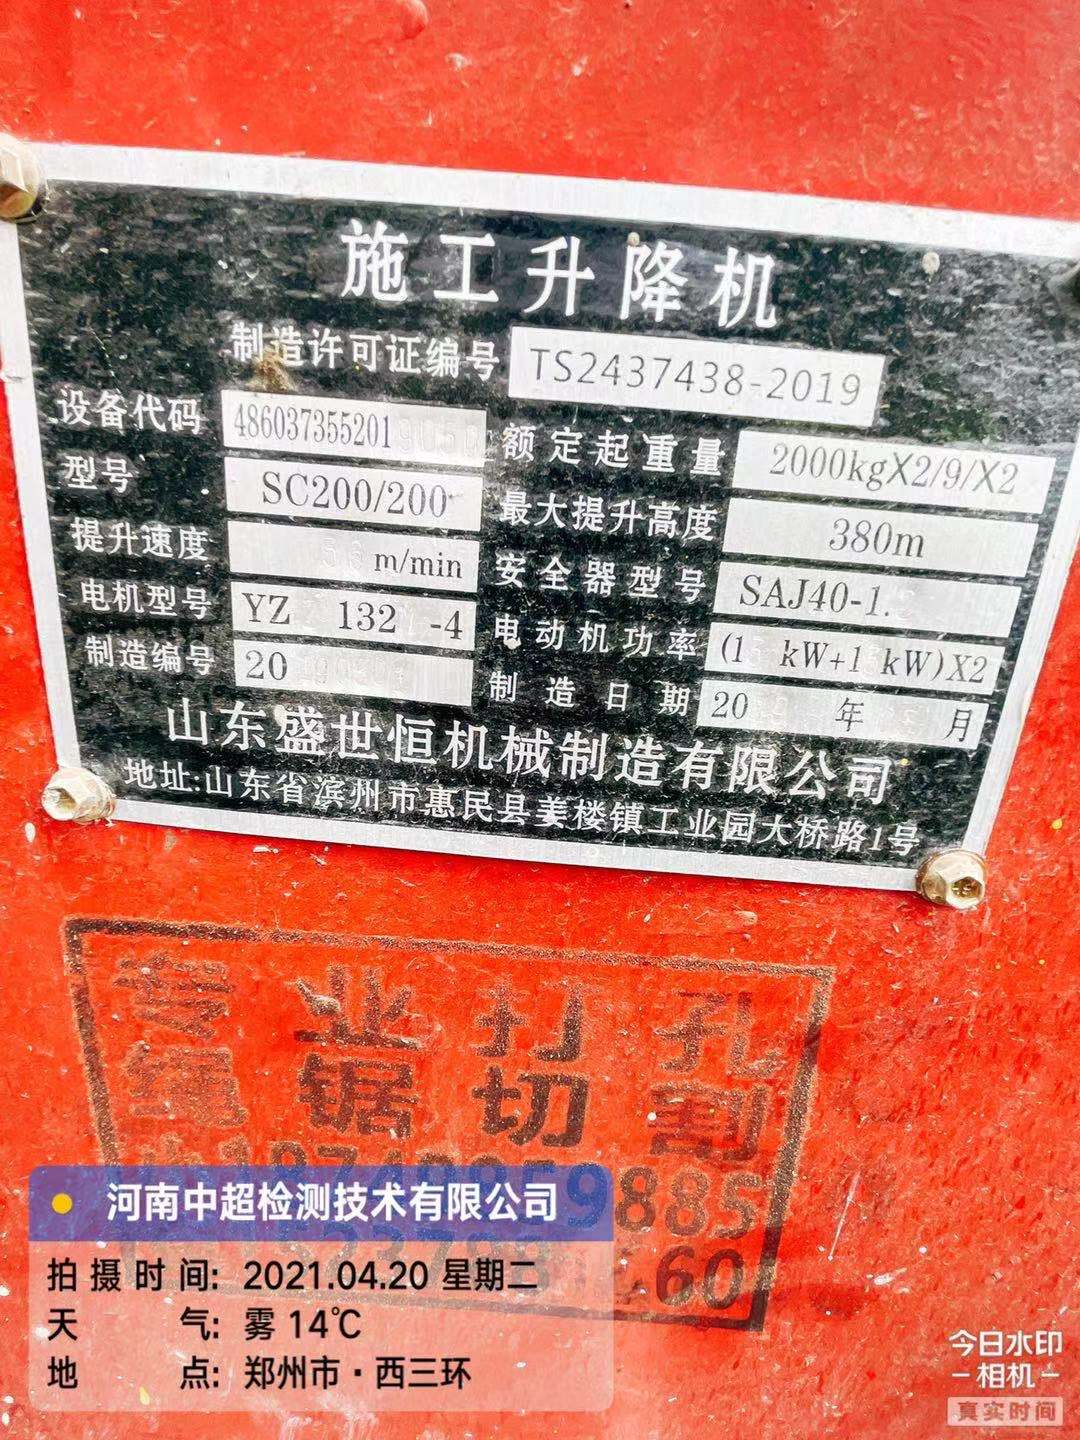 施工升降机
制造许可证编号 TS2437438-2019
设备代码 486037355201 额定起重量 2000kgX2/9/X2
型号 SC200/200 最大提升高度 380m
提升速度 m/min 安全器型号 SAJ40-1.
电机型号 YZ 132 -4 电动机功率 (1 kW+1 kW)X2
制造编号 20 制造日期 20 年 月
山东盛世恒机械制造有限公司
地址:山东省滨州市惠民县姜楼镇工业园大桥路1号
专业打孔
绳锯切割
885
60
河南中超检测技术有限公司
拍摄时间: 2021.04.20 星期二
天气: 雾 14℃
地点: 郑州市·西三环
今日水印
相机
真实时间